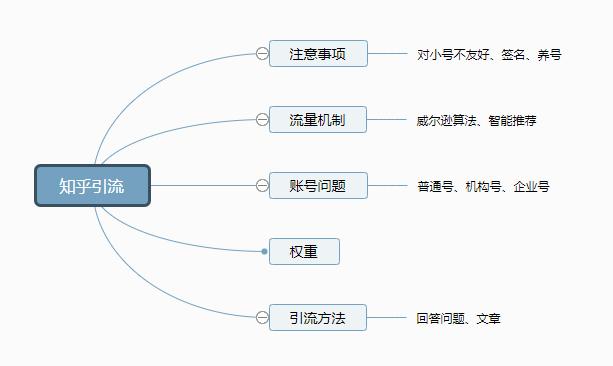 知乎引流
注意事项
对小号不友好、签名、养号
流量机制
威尔逊算法、智能推荐
账号问题
普通号、机构号、企业号
权重
引流方法
回答问题、文章